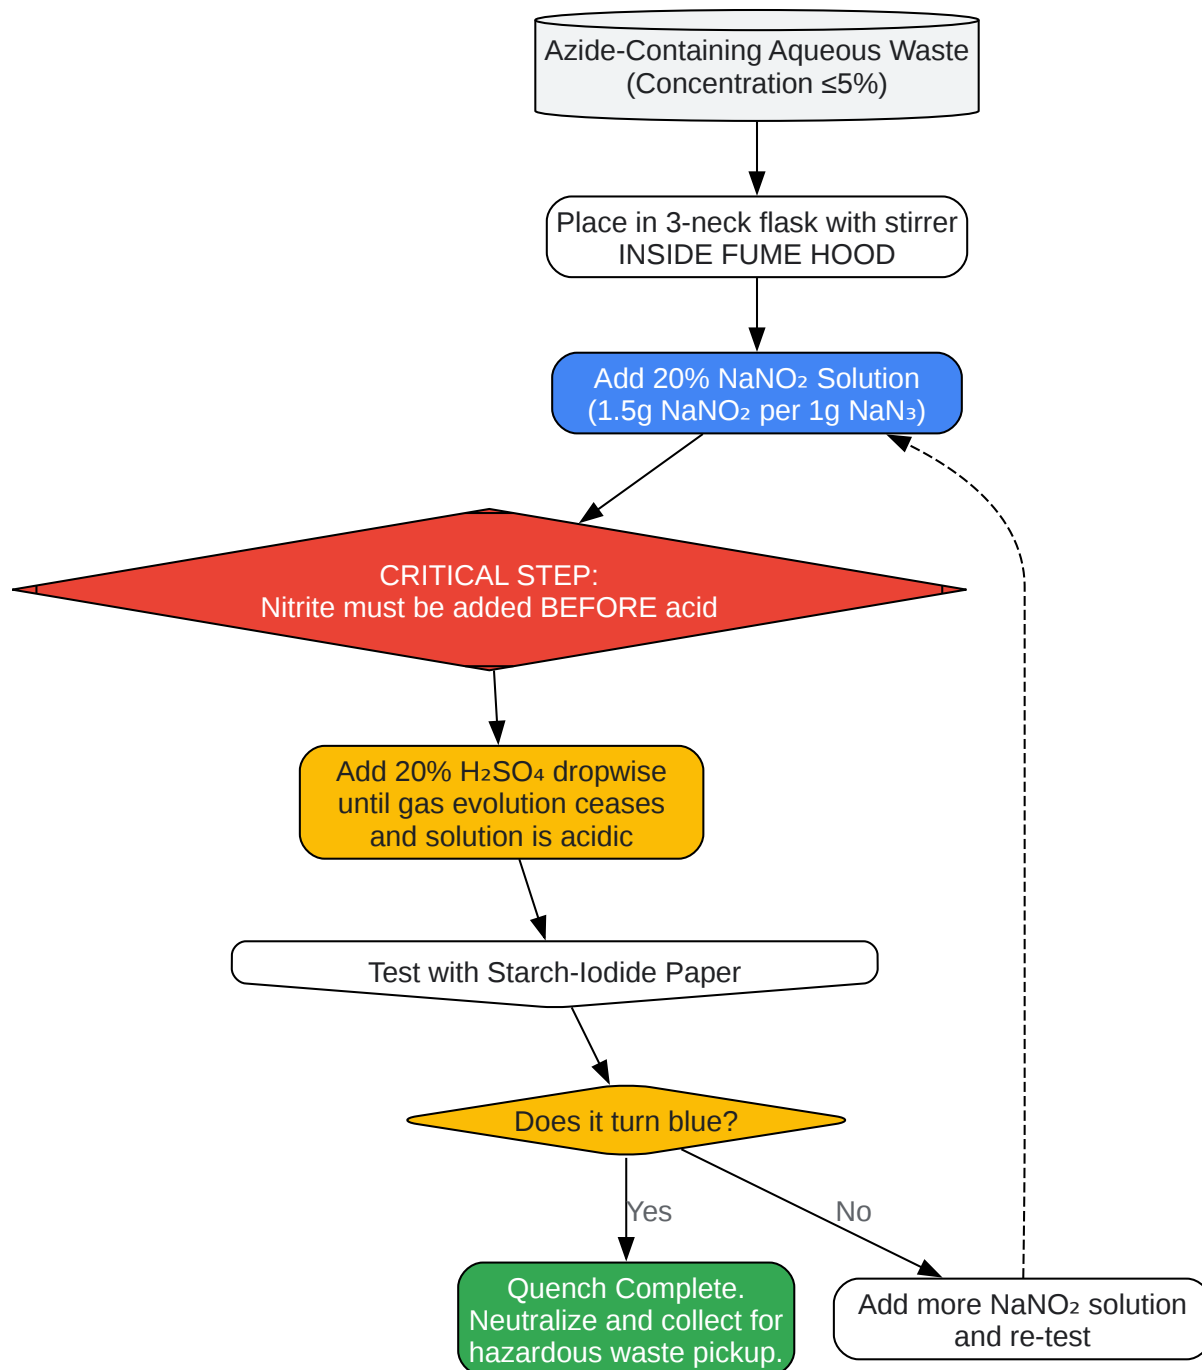 Azide-Containing Aqueous Waste
(Concentration ≤5%)
Place in 3-neck flask with stirrer
INSIDE FUME HOOD
Add 20% NaNO₂ Solution
(1.5g NaNO₂ per 1g NaN₃)
CRITICAL STEP:
Nitrite must be added BEFORE acid
Add 20% H₂SO₄ dropwise
until gas evolution ceases
and solution is acidic
Test with Starch-Iodide Paper
Does it turn blue?
Yes
No
Quench Complete.
Neutralize and collect for
hazardous waste pickup.
Add more NaNO₂ solution
and re-test